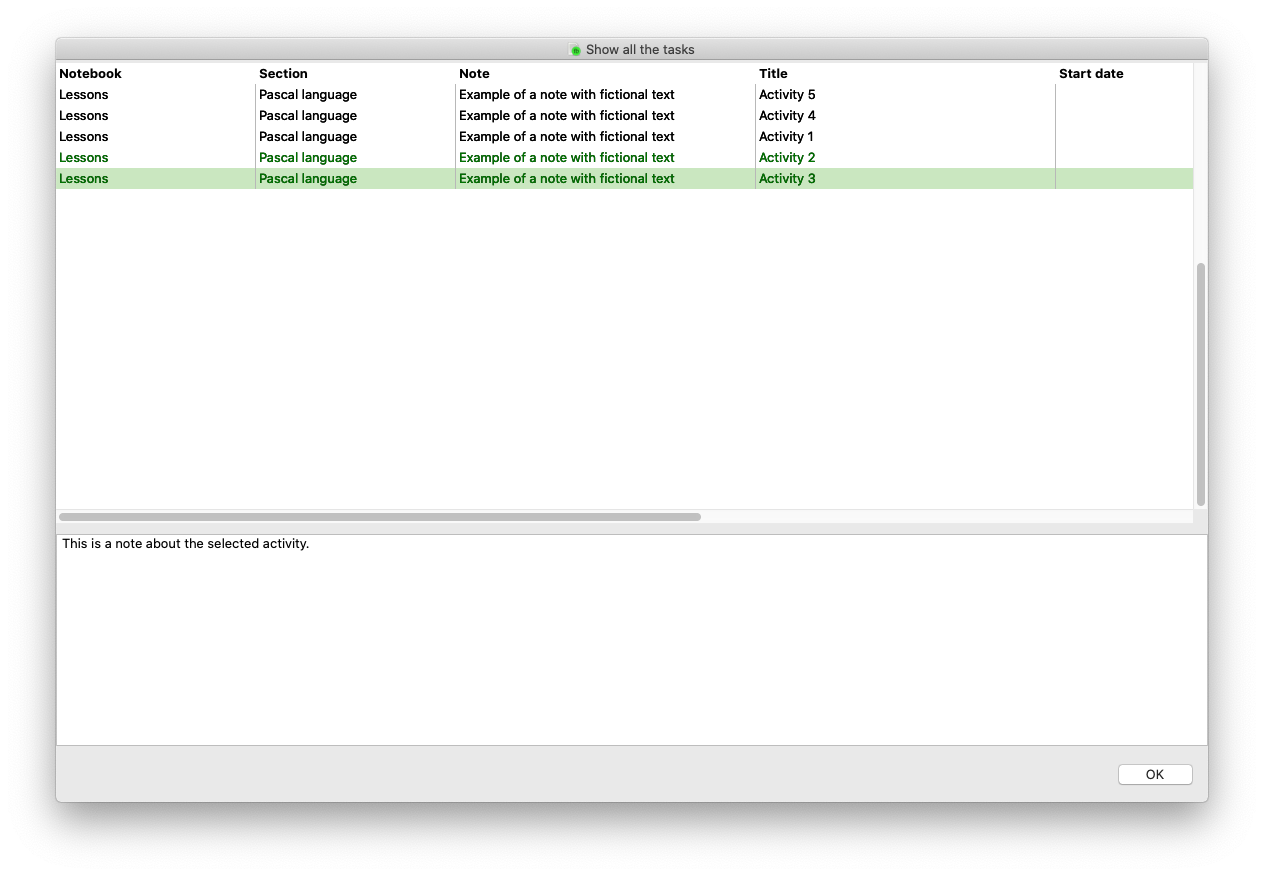 Show all the tasks
Notebook Section Note Title Start date
Lessons Pascal language Example of a note with fictional text Activity 5
Lessons Pascal language Example of a note with fictional text Activity 4
Lessons Pascal language Example of a note with fictional text Activity 1
Lessons Pascal language Example of a note with fictional text Activity 2
Lessons Pascal language Example of a note with fictional text Activity 3
This is a note about the selected activity.
OK